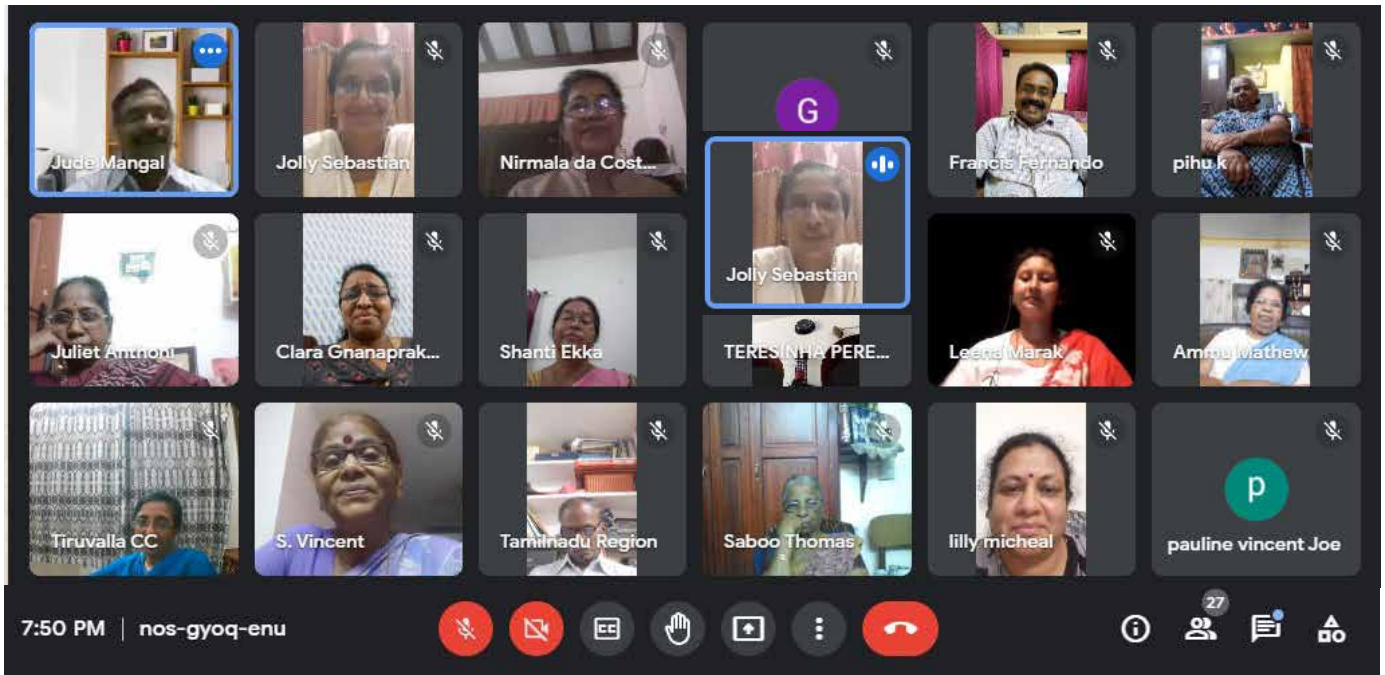 Jude Mangal
Jolly Sebastian
Nirmala da Cost...
G
Francis Fernando
pihu k
Juliet Anthoni
Clara Gnanaprak...
Shanti Ekka
Jolly Sebastian
TERESINHA PERE...
Leena Marak
Ammu Mathew
Tiruvalla CC
S. Vincent
Tamilnadu Region
Saboo Thomas
lilly micheal
p
pauline vincent Joe
7:50 PM | nos-gyoq-enu
CC
27